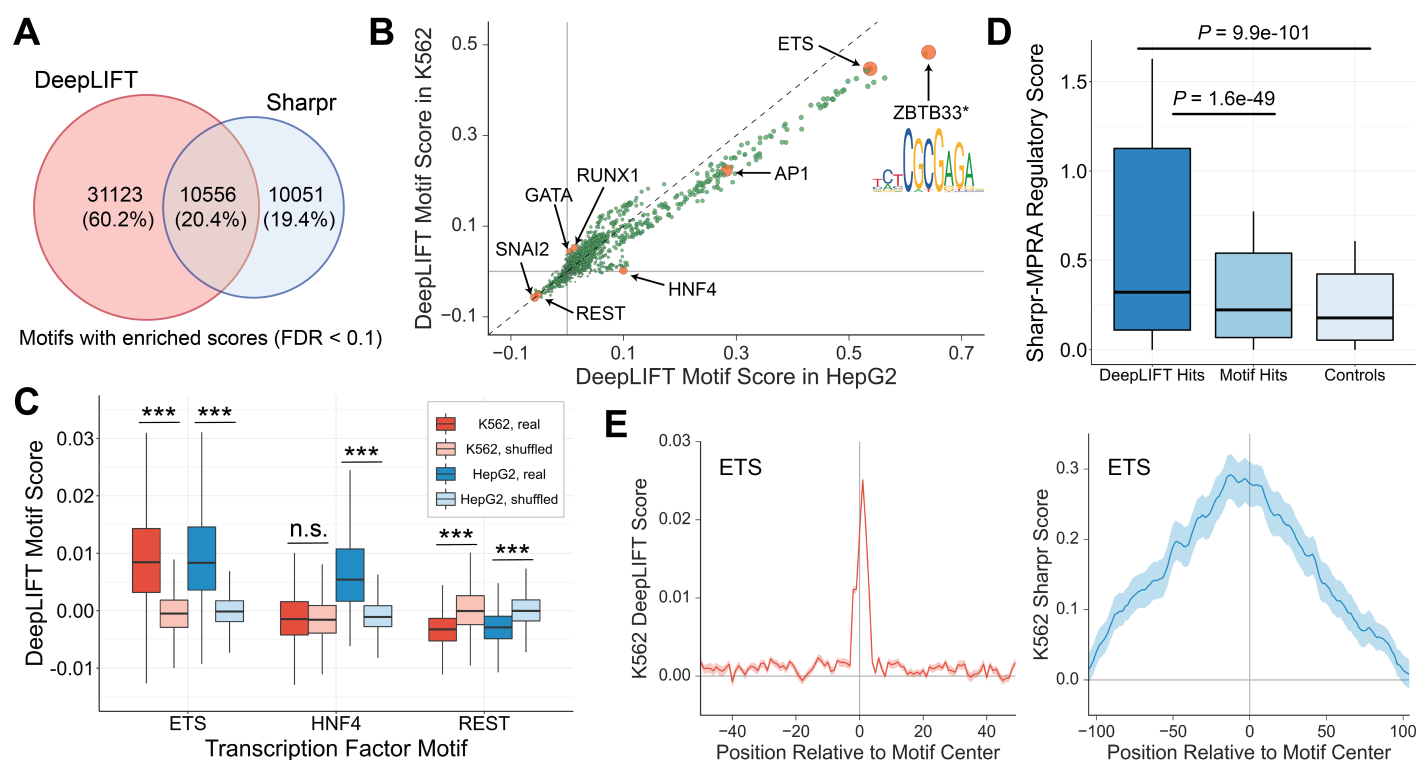 A
DeepLIFT
Sharpr
31123
(60.2%)
10556
(20.4%)
10051
(19.4%)
Motifs with enriched scores (FDR < 0.1)
B
DeepLIFT Motif Score in K562
0.5
0.3
0.1
−0.1
ETS
ZBTB33*
TCTCGCGAGA
AP1
RUNX1
GATA
SNAI2
HNF4
REST
−0.1
0.1
0.3
0.5
0.7
DeepLIFT Motif Score in HepG2
D
Sharpr-MPRA Regulatory Score
P = 9.9e-101
P = 1.6e-49
1.5
1.0
0.5
0.0
DeepLIFT Hits
Motif Hits
Controls
C
DeepLIFT Motif Score
0.03
0.02
0.01
0.00
-0.01
***
***
n.s.
***
***
***
K562, real
K562, shuffled
HepG2, real
HepG2, shuffled
ETS
HNF4
REST
Transcription Factor Motif
E
ETS
K562 DeepLIFT Score
0.03
0.02
0.01
0.00
−40
−20
0
20
40
Position Relative to Motif Center
ETS
K562 Sharpr Score
0.3
0.2
0.1
0.0
−100
−50
0
50
100
Position Relative to Motif Center